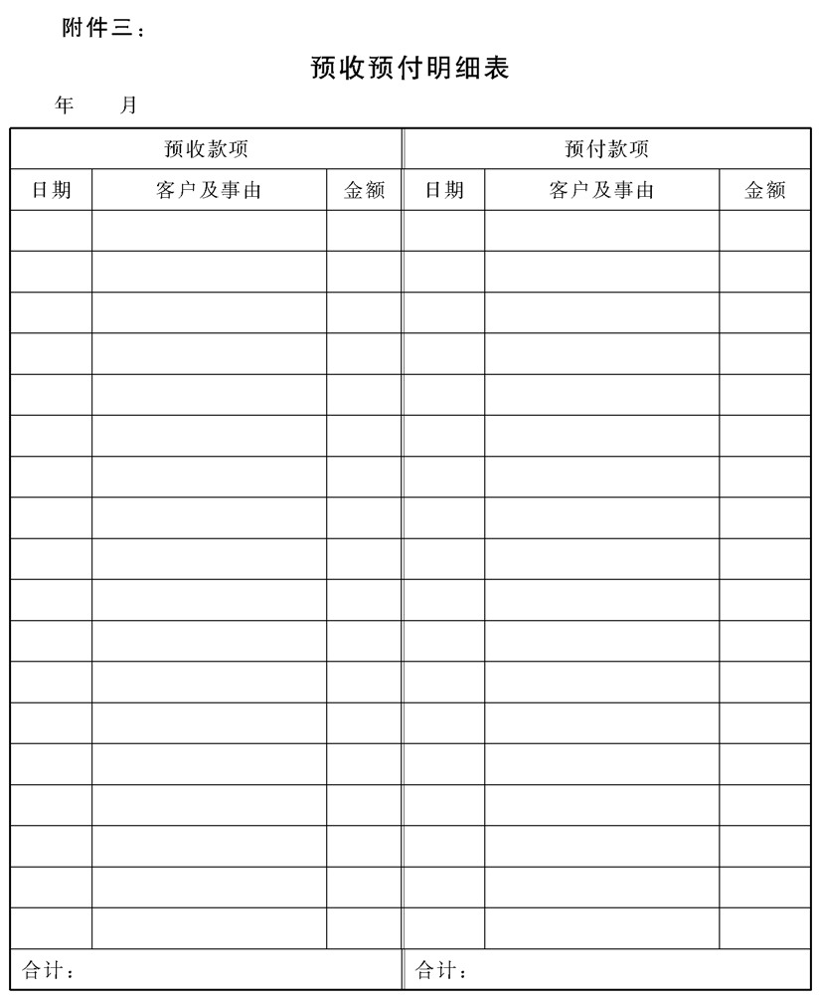 附件三：
预收预付明细表
年 月
预收款项 预付款项
日期 客户及事由 金额 日期 客户及事由 金额
合计： 合计：